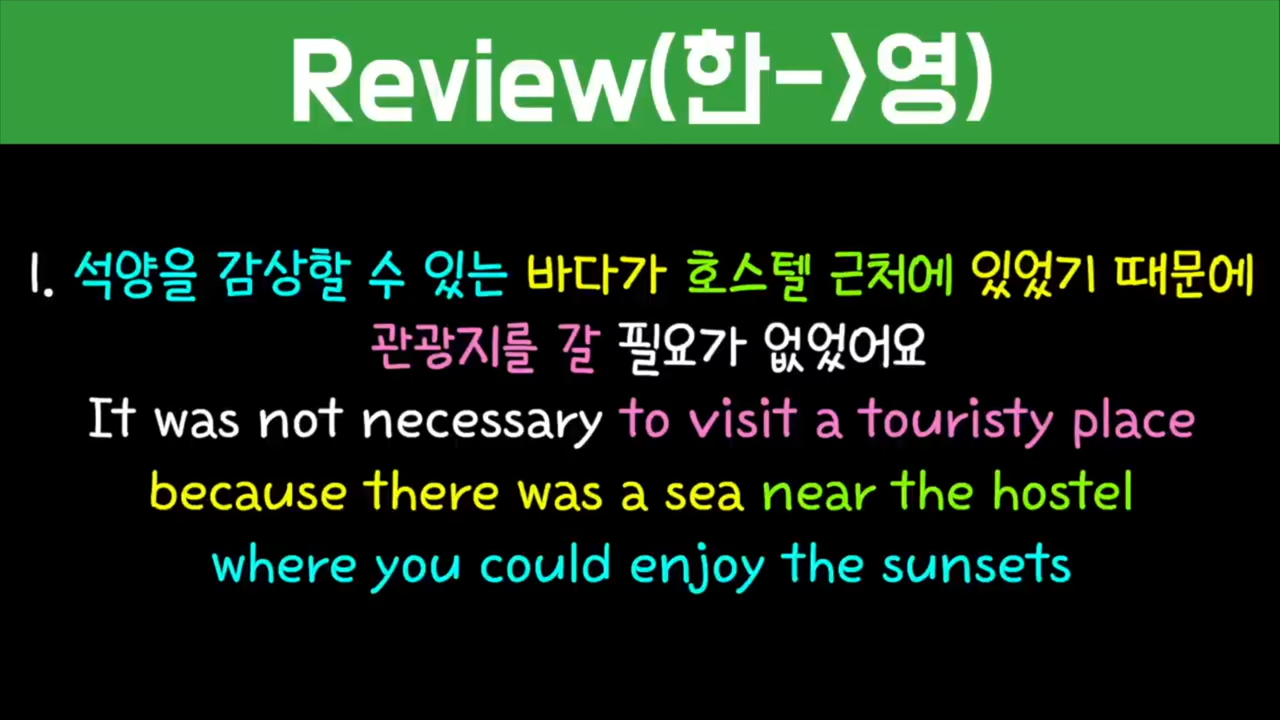 Review(한->영)
1. 석양을 감상할 수 있는 바다가 호스텔 근처에 있었기 때문에
관광지를 갈 필요가 없었어요
It was not necessary to visit a touristy place
because there was a sea near the hostel
where you could enjoy the sunsets